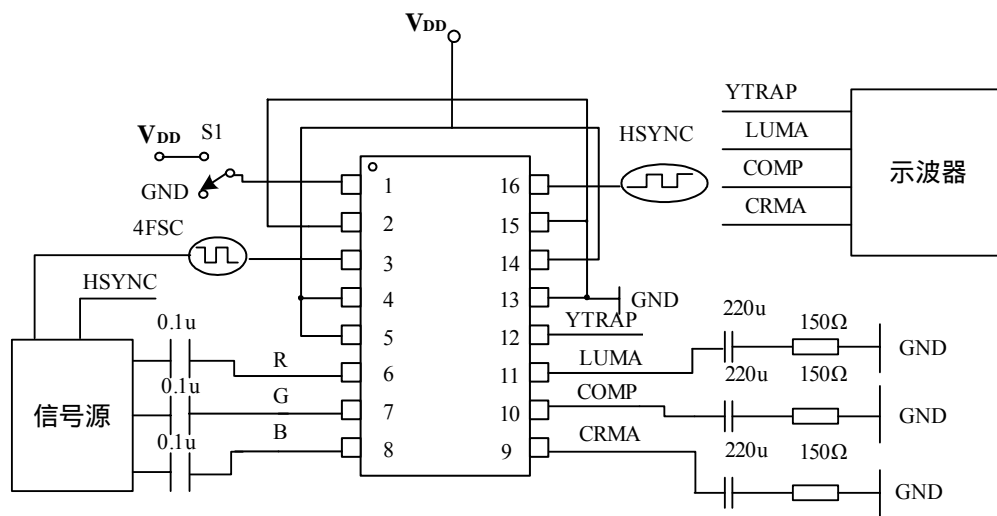 VDD
YTRAP
HSYNC
LUMA
VDD S1
COMP
示波器
GND
CRMA
4FSC
HSYNC
1 16
2 15
3 14
4 13
5 12
6 11
7 10
8 9
GND
YTRAP
LUMA
COMP
CRMA
0.1u
0.1u
0.1u
R
G
B
信号源
220u 150Ω
GND
220u 150Ω
GND
220u 150Ω
GND